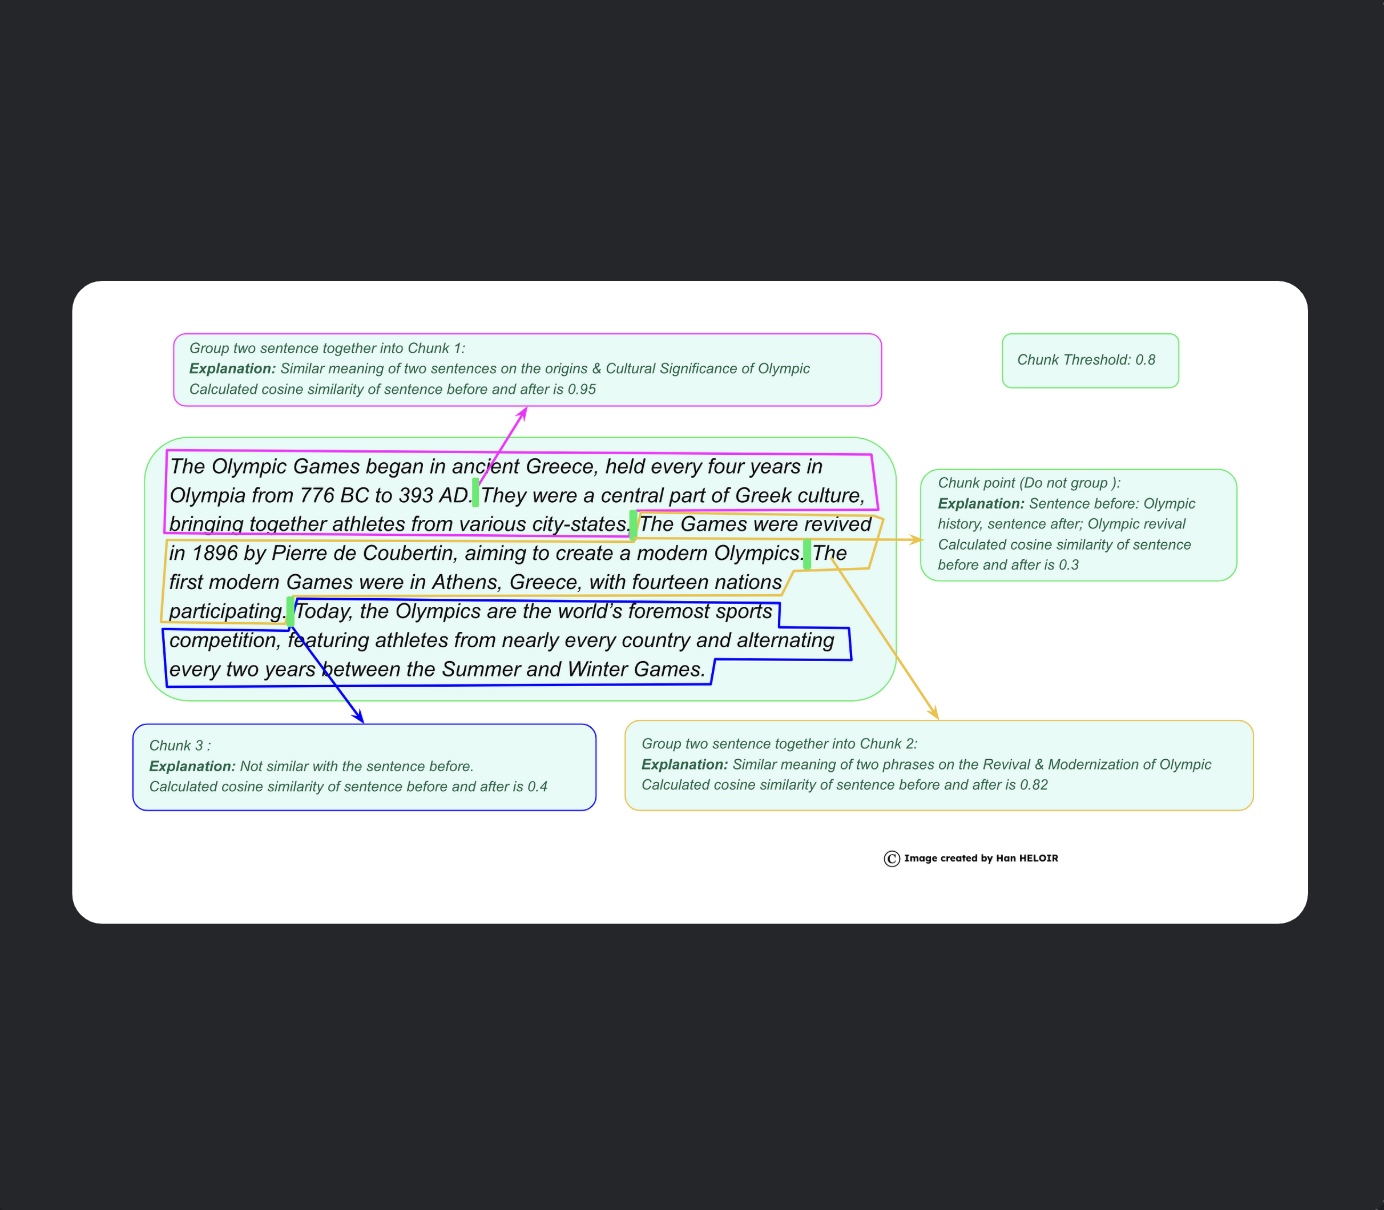 Group two sentence together into Chunk 1:
Explanation: Similar meaning of two sentences on the origins & Cultural Significance of Olympic
Calculated cosine similarity of sentence before and after is 0.95
Chunk Threshold: 0.8
The Olympic Games began in ancient Greece, held every four years in
Olympia from 776 BC to 393 AD. They were a central part of Greek culture,
bringing together athletes from various city-states. The Games were revived
in 1896 by Pierre de Coubertin, aiming to create a modern Olympics. The
first modern Games were in Athens, Greece, with fourteen nations
participating. Today, the Olympics are the world's foremost sports
competition, featuring athletes from nearly every country and alternating
every two years between the Summer and Winter Games.
Chunk point (Do not group ):
Explanation: Sentence before: Olympic
history, sentence after; Olympic revival
Calculated cosine similarity of sentence
before and after is 0.3
Chunk 3 :
Explanation: Not similar with the sentence before.
Calculated cosine similarity of sentence before and after is 0.4
Group two sentence together into Chunk 2:
Explanation: Similar meaning of two phrases on the Revival & Modernization of Olympic
Calculated cosine similarity of sentence before and after is 0.82
© Image created by Han HELOIR